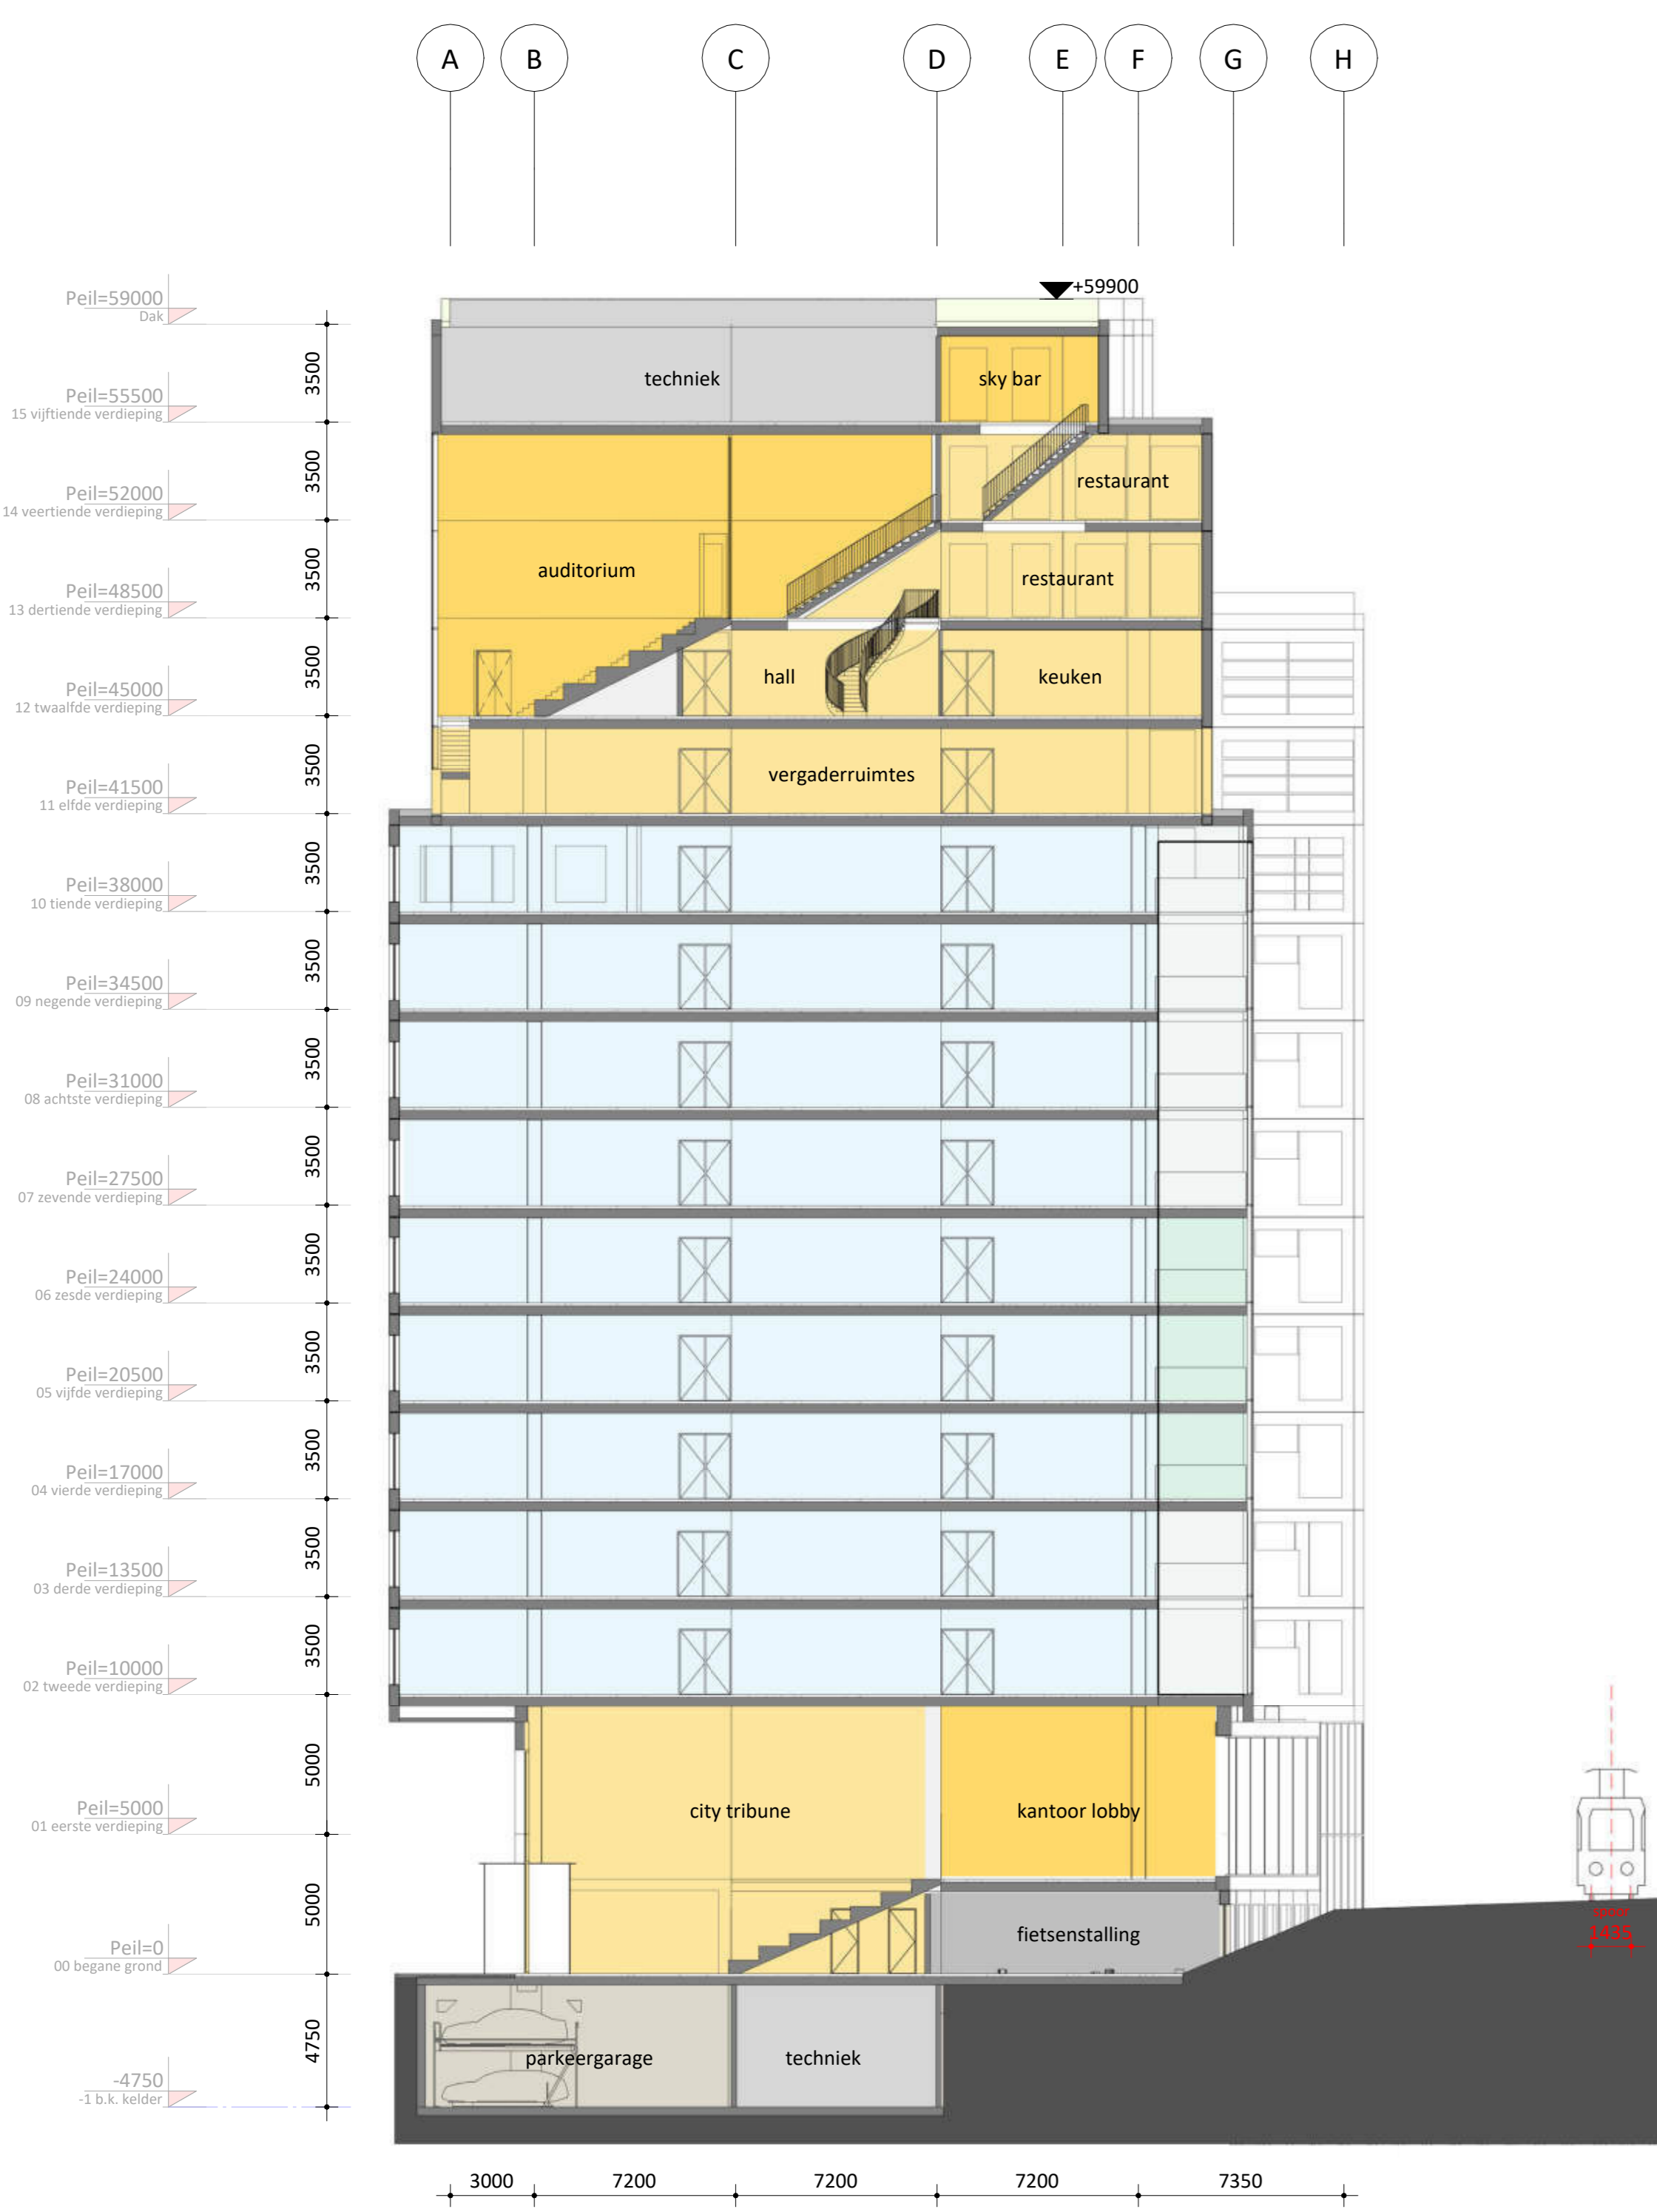 A B C D E F G H
+59900
Peil=59000
Dak
3500
techniek
sky bar
Peil=55500
15 vijftiende verdieping
3500
restaurant
Peil=52000
14 veertiende verdieping
3500
auditorium
restaurant
Peil=48500
13 dertiende verdieping
3500
hall
keuken
Peil=45000
12 twaalfde verdieping
3500
vergaderruimtes
Peil=41500
11 elfde verdieping
3500
Peil=38000
10 tiende verdieping
3500
Peil=34500
09 negende verdieping
3500
Peil=31000
08 achtste verdieping
3500
Peil=27500
07 zevende verdieping
3500
Peil=24000
06 zesde verdieping
3500
Peil=20500
05 vijfde verdieping
3500
Peil=17000
04 vierde verdieping
3500
Peil=13500
03 derde verdieping
3500
Peil=10000
02 tweede verdieping
5000
city tribune
kantoor lobby
Peil=5000
01 eerste verdieping
5000
fietsenstalling
spoor
1435
Peil=0
00 begane grond
4750
parkeergarage
techniek
-4750
-1 b.k. kelder
3000 7200 7200 7200 7350